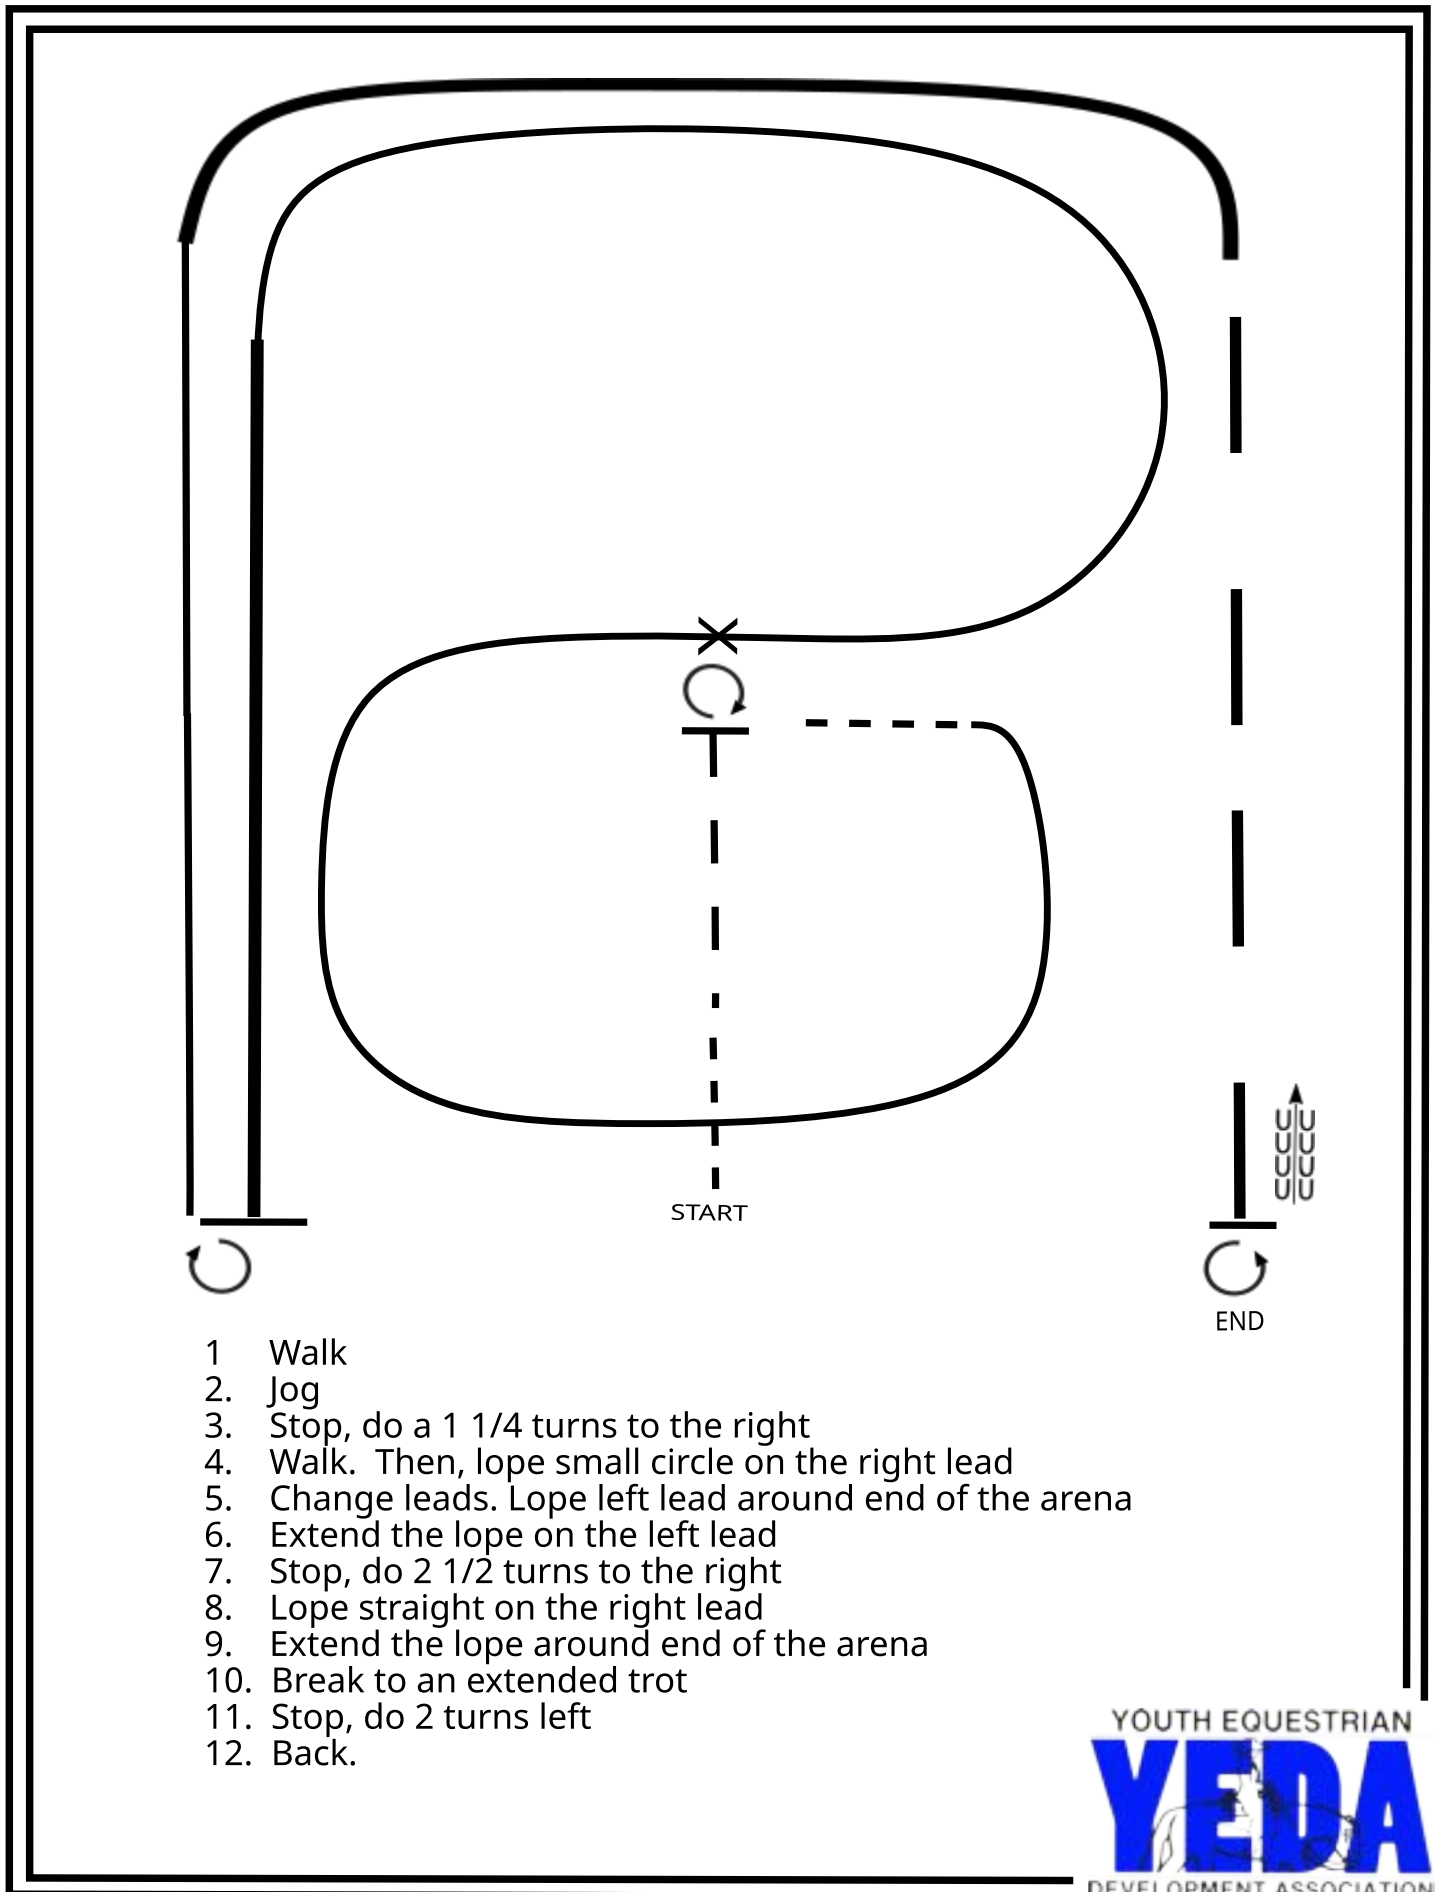 START
END
1 Walk
2. Jog
3. Stop, do a 1 1/4 turns to the right
4. Walk. Then, lope small circle on the right lead
5. Change leads. Lope left lead around end of the arena
6. Extend the lope on the left lead
7. Stop, do 2 1/2 turns to the right
8. Lope straight on the right lead
9. Extend the lope around end of the arena
10. Break to an extended trot
11. Stop, do 2 turns left
12. Back.
YOUTH EQUESTRIAN
YEDA
DEVELOPMENT ASSOCIATION